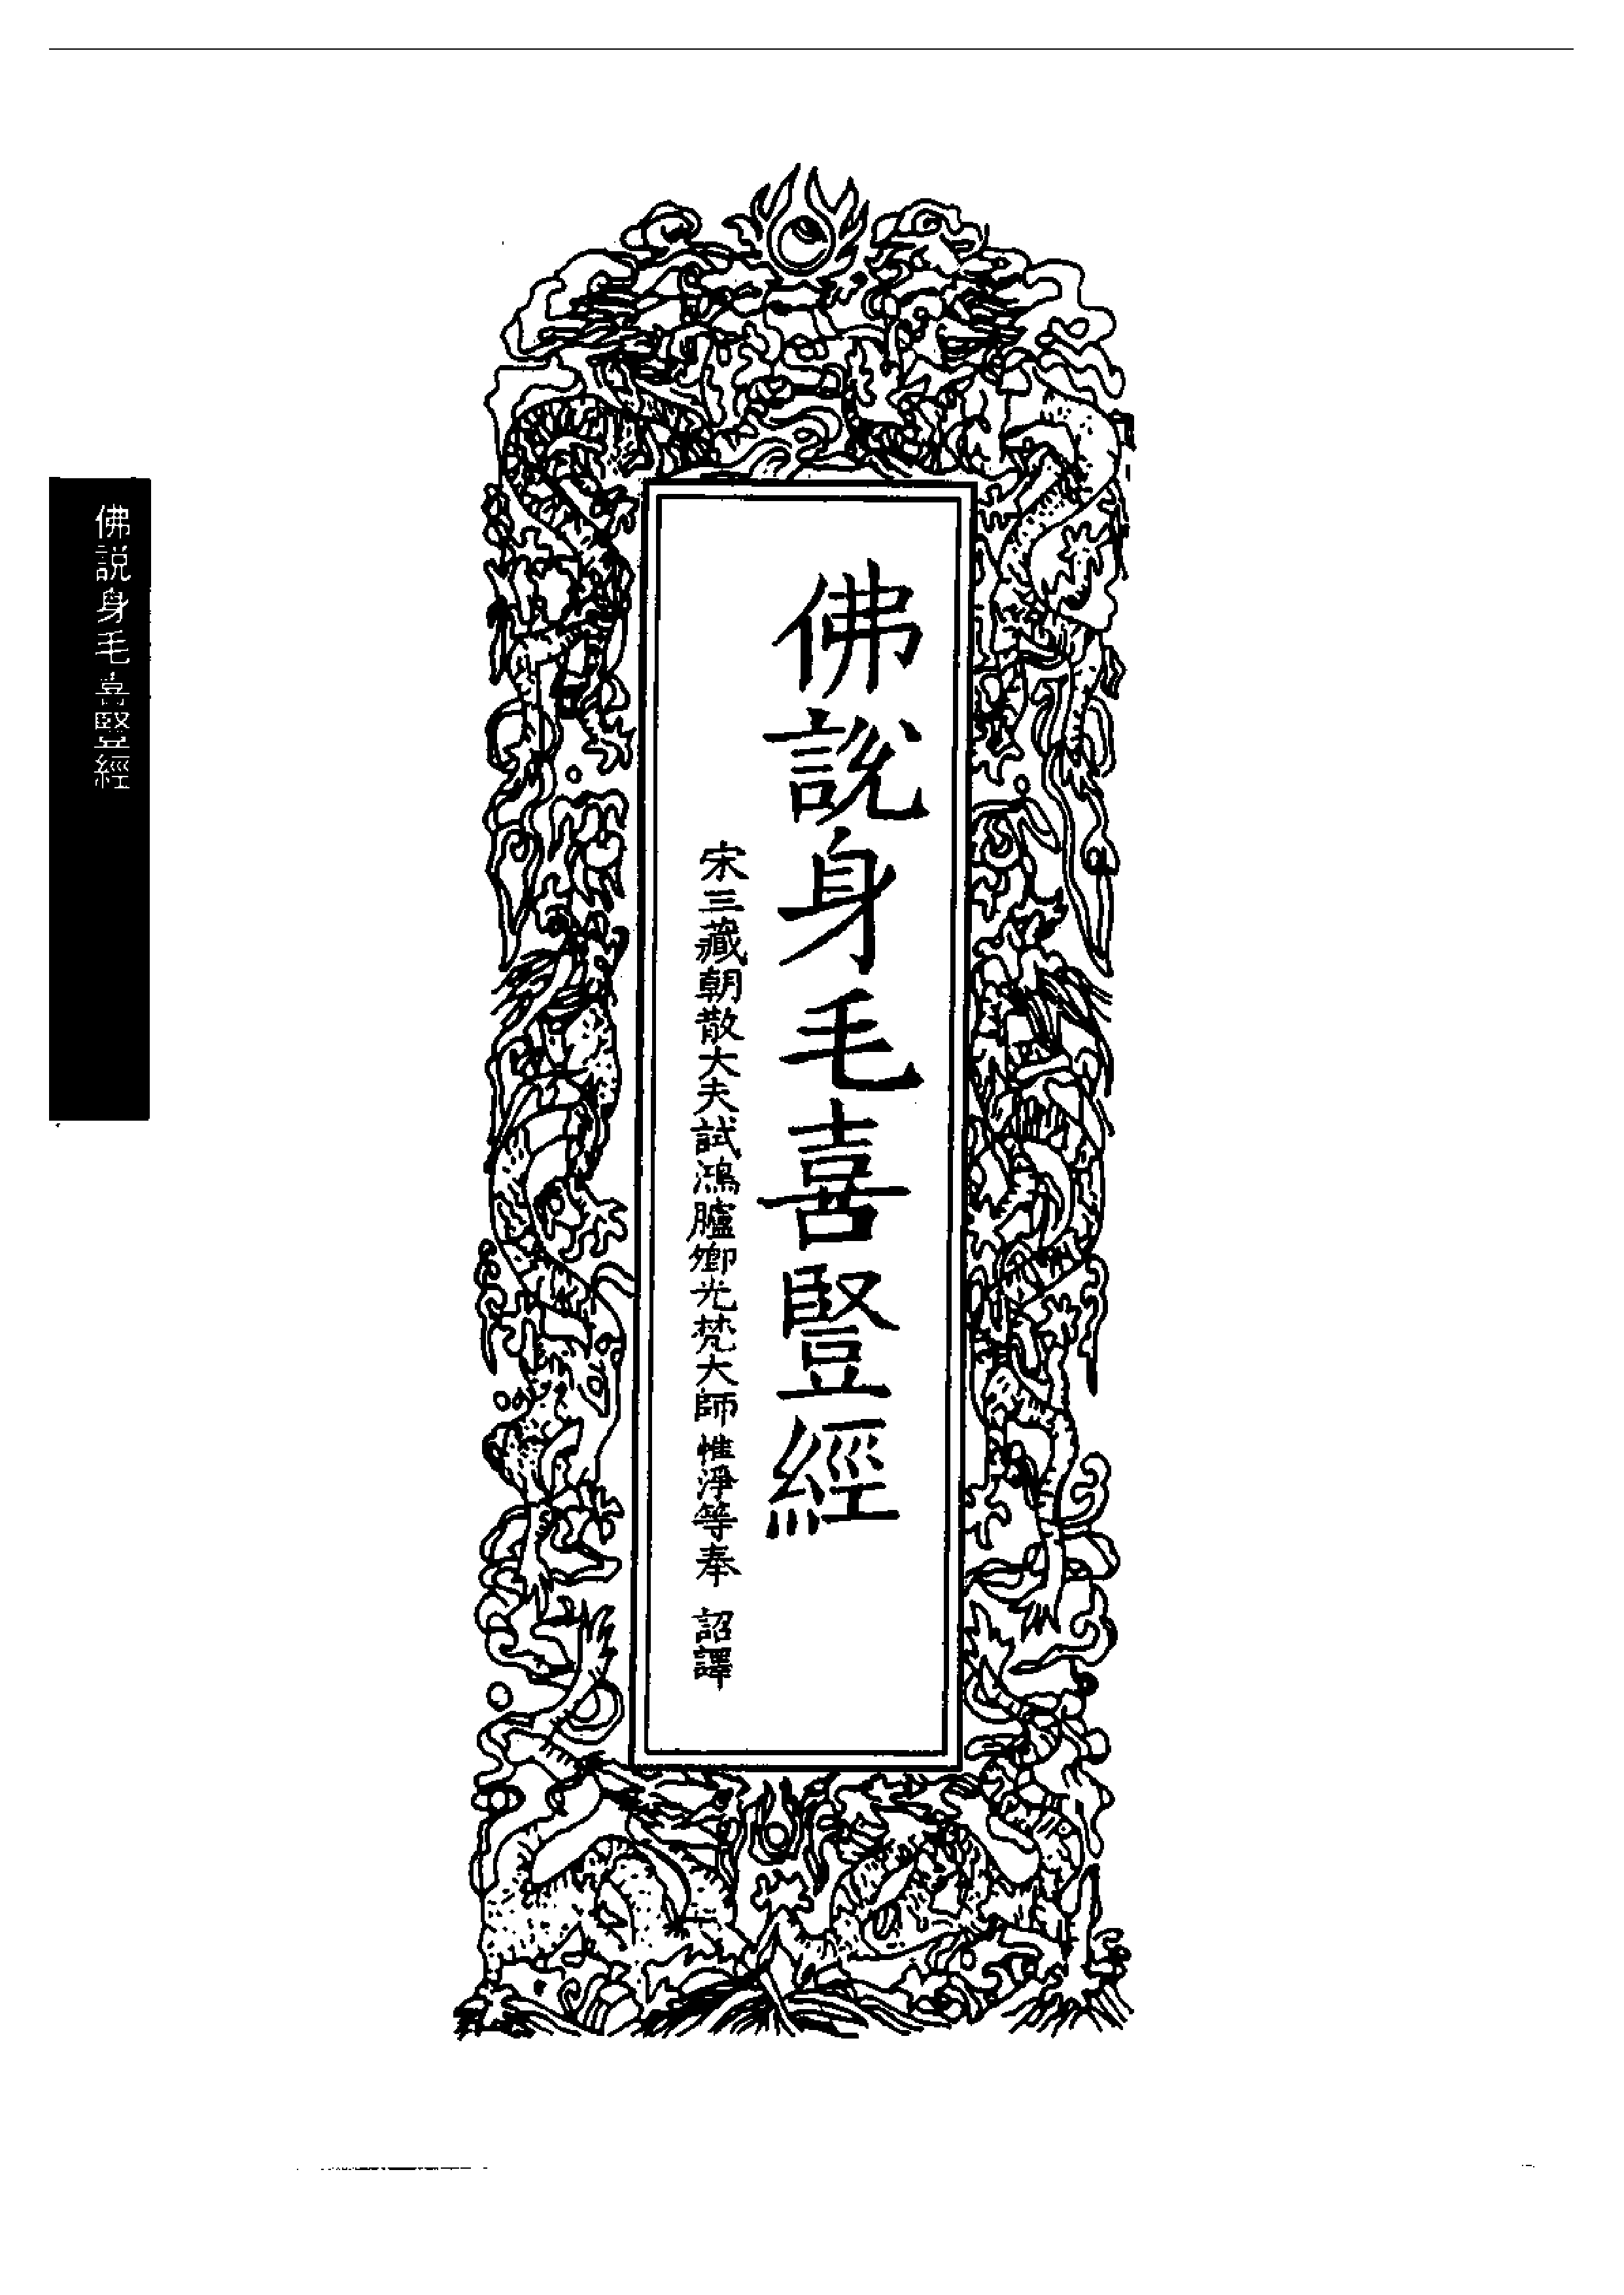 佛說身毛喜豎經
宋三藏朝散大夫試鴻臚卿光梵大師惟淨等奉 詔譯
佛説身毛喜豎經